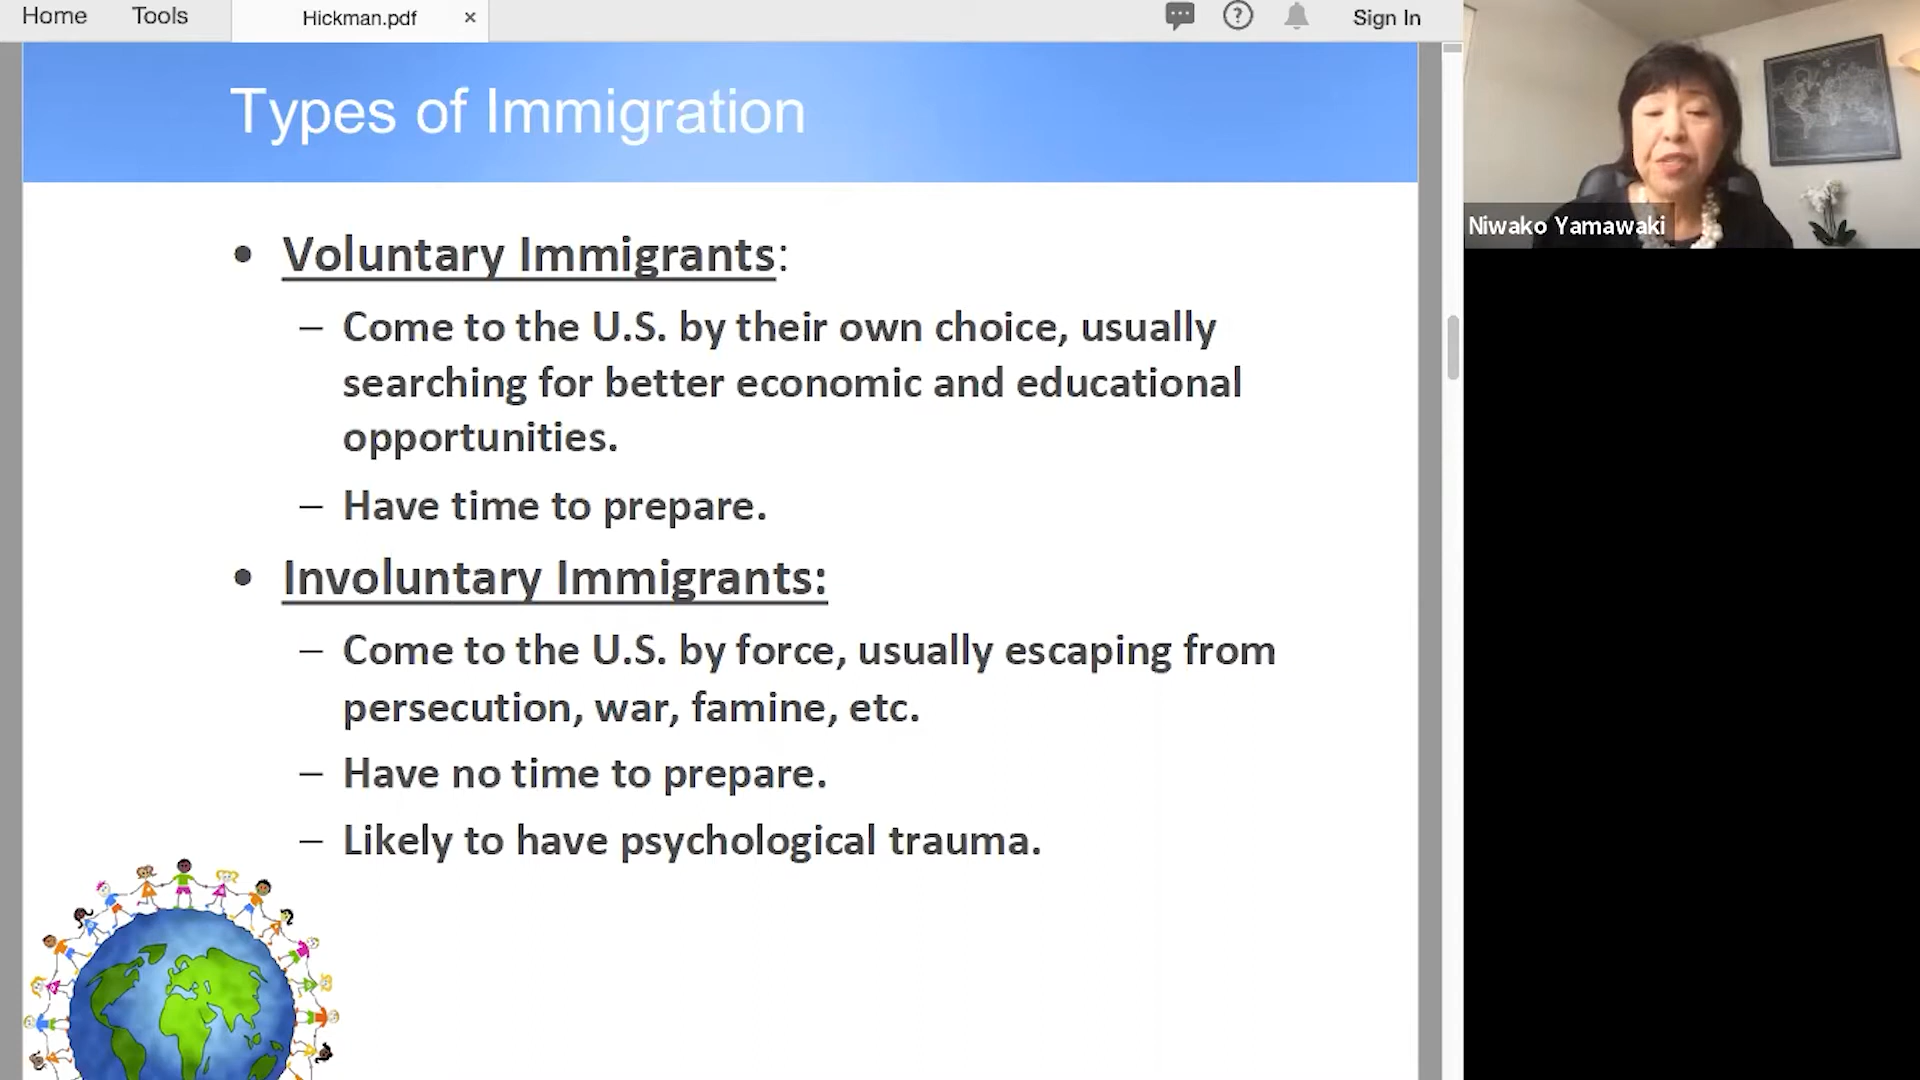 Home Tools Hickman.pdf × Sign In
Types of Immigration
Niwako Yamawaki
• Voluntary Immigrants:
– Come to the U.S. by their own choice, usually
searching for better economic and educational
opportunities.
– Have time to prepare.
• Involuntary Immigrants:
– Come to the U.S. by force, usually escaping from
persecution, war, famine, etc.
– Have no time to prepare.
– Likely to have psychological trauma.